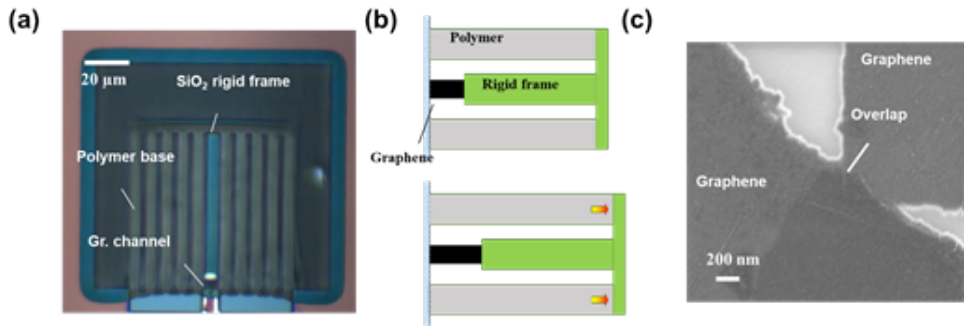 (a)
20 μm
SiO₂ rigid frame
Polymer base
Gr. channel
(b)
Polymer
Rigid frame
Graphene
(c)
Graphene
Overlap
Graphene
200 nm